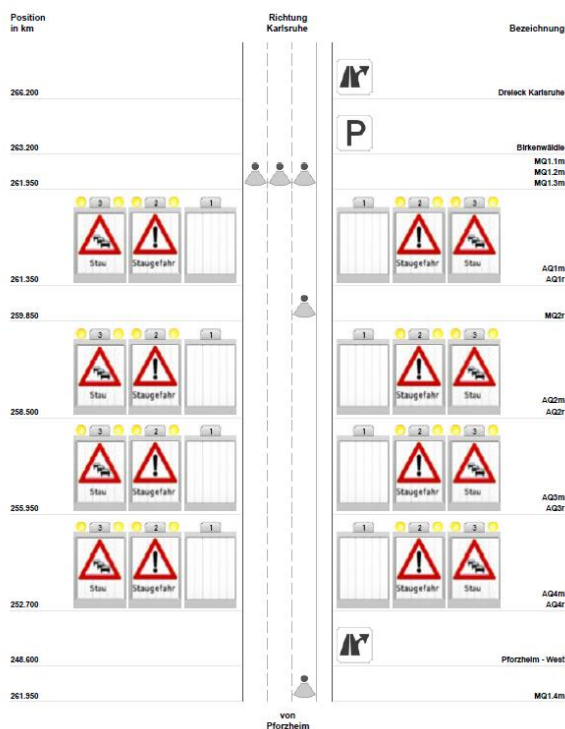 Position
in km
Richtung
Karlsruhe
Bezeichnung
266.200
Dreieck Karlsruhe
P
263.200
Birkenwäldle
MQ1.1m
MQ1.2m
261.950
MQ1.3m
3 2 1
1 2 3
Stau Staugefahr
Staugefahr Stau
AQ1m
261.350
AQ1r
259.850
MQ2r
3 2 1
1 2 3
Stau Staugefahr
Staugefahr Stau
AQ2m
258.500
AQ2r
3 2 1
1 2 3
Stau Staugefahr
Staugefahr Stau
AQ3m
255.950
AQ3r
3 2 1
1 2 3
Stau Staugefahr
Staugefahr Stau
AQ4m
252.700
AQ4r
248.600
Pforzheim - West
261.950
MQ1.4m
von
Pforzheim